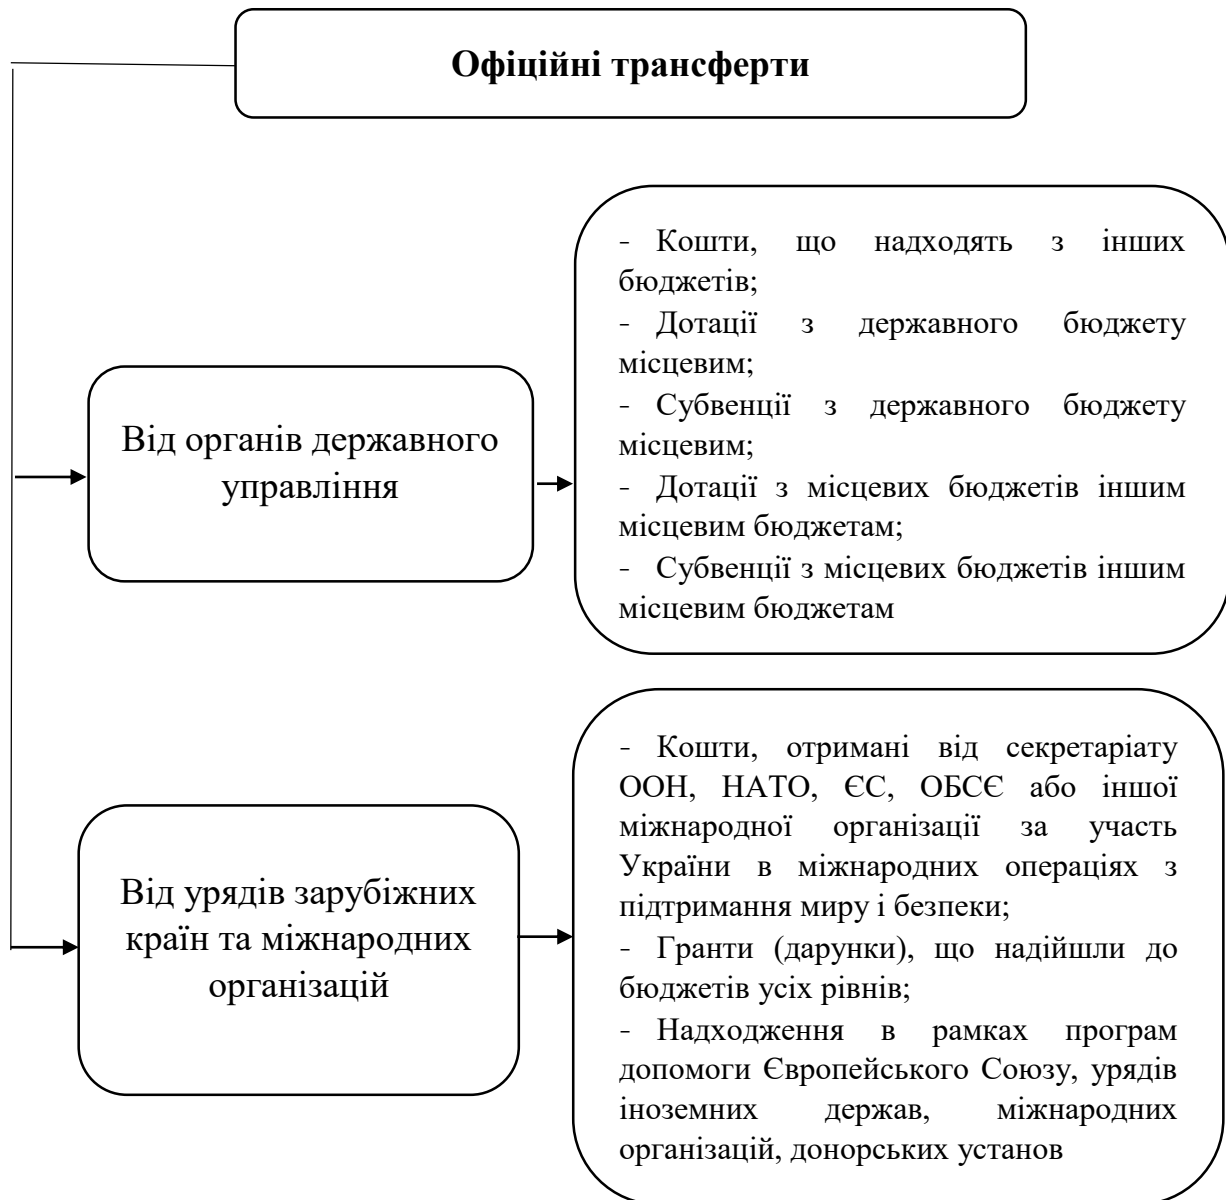 Офіційні трансферти
- Кошти, що надходять з інших
бюджетів;
- Дотації з державного бюджету
місцевим;
- Субвенції з державного бюджету
місцевим;
- Дотації з місцевих бюджетів іншим
місцевим бюджетам;
- Субвенції з місцевих бюджетів іншим
місцевим бюджетам
Від органів державного
управління
- Кошти, отримані від секретаріату
ООН, НАТО, ЄС, ОБСЄ або іншої
міжнародної організації за участь
України в міжнародних операціях з
підтримання миру і безпеки;
- Гранти (дарунки), що надійшли до
бюджетів усіх рівнів;
- Надходження в рамках програм
допомоги Європейського Союзу, урядів
іноземних держав, міжнародних
організацій, донорських установ
Від урядів зарубіжних
країн та міжнародних
організацій